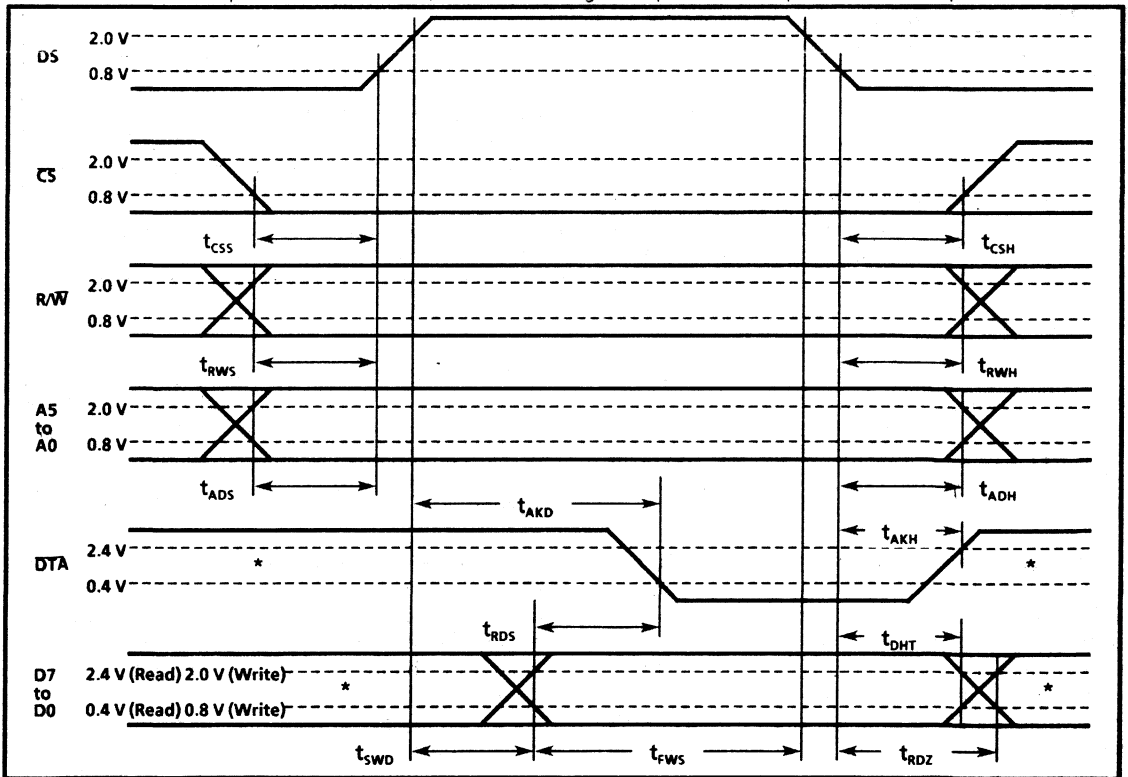 DS
2.0 V
0.8 V
C̅S̅
2.0 V
0.8 V
tCSS
tCSH
R/W̅
2.0 V
0.8 V
tRWS
tRWH
A5
to
A0
2.0 V
0.8 V
tADS
tAKD
tADH
D̅T̅A̅
2.4 V
0.4 V
*
tAKH
*
tRDS
tDHT
D7
to
D0
2.4 V (Read) 2.0 V (Write)
0.4 V (Read) 0.8 V (Write)
*
*
tSWD
tFWS
tRDZ